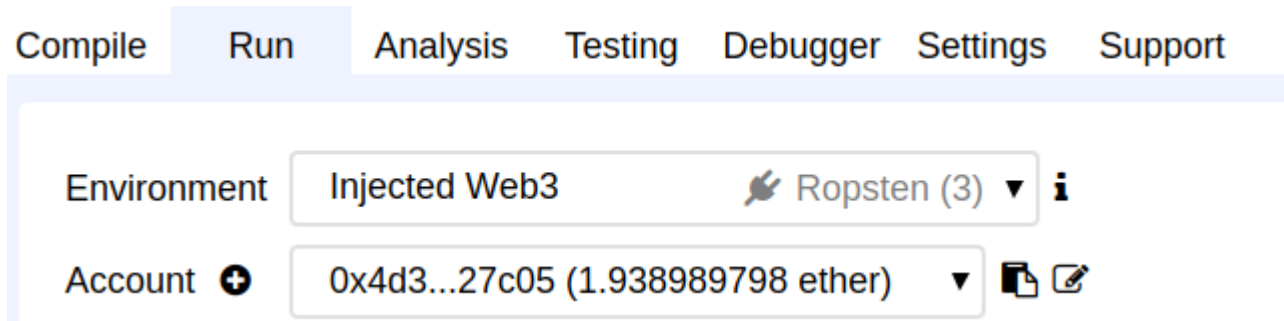 Compile Run Analysis Testing Debugger Settings Support
Environment Injected Web3 Ropsten (3)
Account 0x4d3...27c05 (1.938989798 ether)